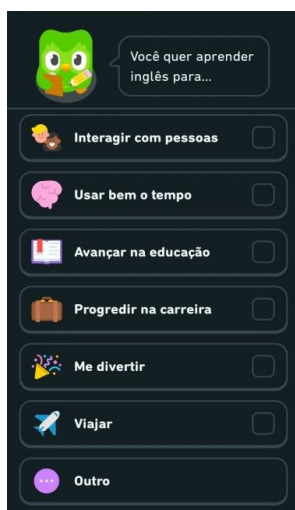 Você quer aprender
inglês para...
Interagir com pessoas
Usar bem o tempo
Avançar na educação
Progredir na carreira
Me divertir
Viajar
Outro